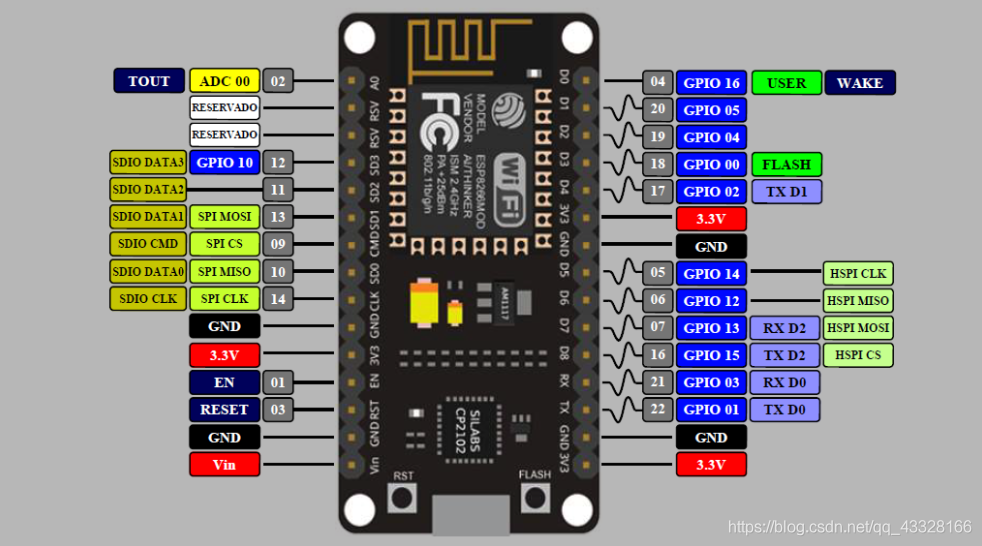 TOUT ADC 00 02
RESERVADO
RESERVADO
SDIO DATA3 GPIO 10 12
SDIO DATA2 11
SDIO DATA1 SPI MOSI 13
SDIO CMD SPI CS 09
SDIO DATA0 SPI MISO 10
SDIO CLK SPI CLK 14
GND
3.3V
EN 01
RESET 03
GND
Vin
A0
RSV
RSV
SD3
SD2
SD1
CMD
SD0
CLK
GND
3V3
EN
RST
GND
Vin
MODEL ESP8266MOD
VENDOR AI/THINKER
ISM 2.4GHz
PA +25dBm
802.11b/g/n
FC
Wi Fi
AM1117
SILABS
CP2102
RST
FLASH
D0
D1
D2
D3
D4
3V3
GND
D5
D6
D7
D8
RX
TX
GND
3V3
04 GPIO 16 USER WAKE
20 GPIO 05
19 GPIO 04
18 GPIO 00 FLASH
17 GPIO 02 TX D1
3.3V
GND
05 GPIO 14 HSPI CLK
06 GPIO 12 HSPI MISO
07 GPIO 13 RX D2 HSPI MOSI
16 GPIO 15 TX D2 HSPI CS
21 GPIO 03 RX D0
22 GPIO 01 TX D0
GND
3.3V
https://blog.csdn.net/qq_43328166